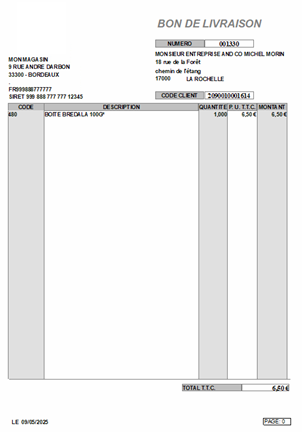 BON DE LIVRAISON
NUMERO 001330
MONMAGASIN
9 RUE ANDRE DARBON
33300 - BORDEAUX
.
FR999888777777
SIRET 999 888 777 777 12345
MONSIEUR ENTREPRISE AND CO MICHEL MORIN
18 rue de la Forêt
chemin de l'étang
17000 LA ROCHELLE
CODE CLIENT 2090010001614
CODE DESCRIPTION QUANTITE P. U. T.T.C. MONTANT
480 BOITE BREDALA 100G* 1,000 6,50 € 6,50 €
TOTAL T.T.C. 6,50 €
LE 09/05/2025
PAGE 0